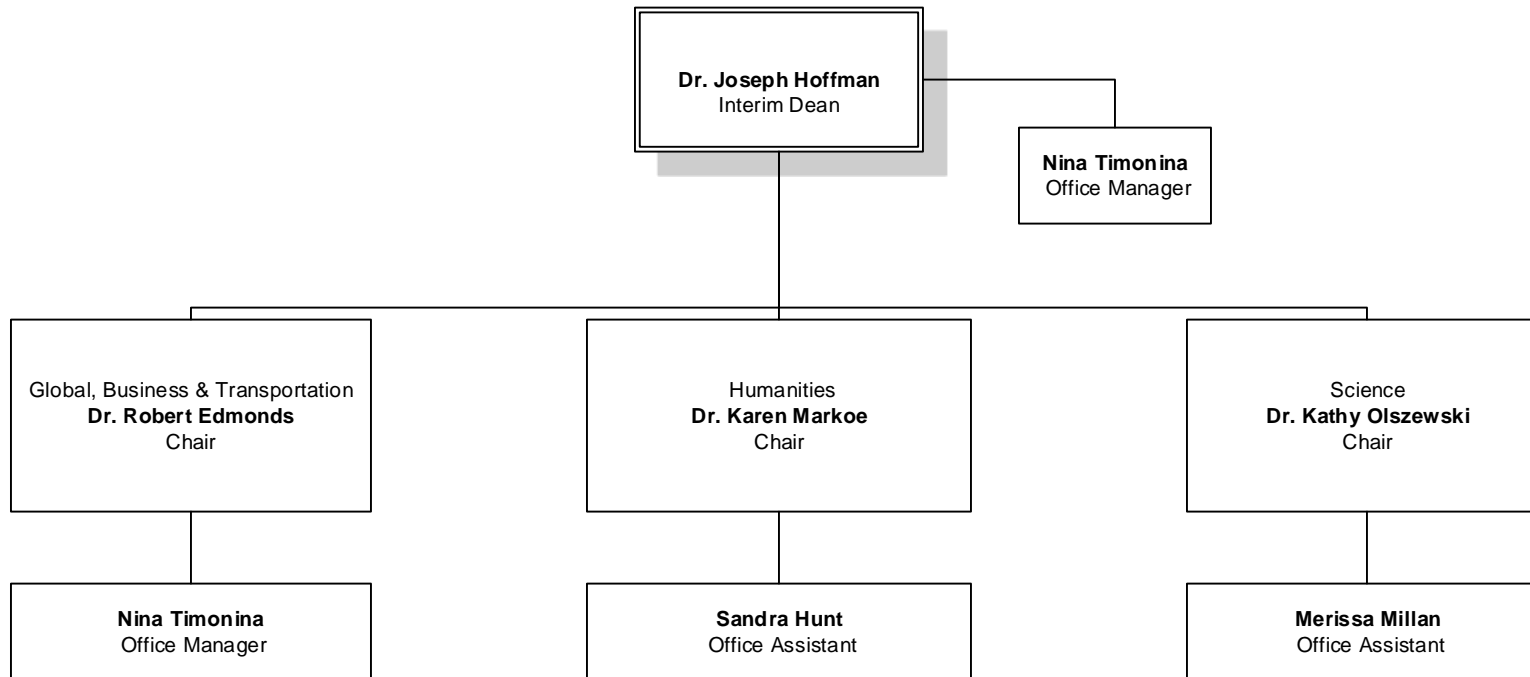 Dr. Joseph Hoffman
Interim Dean
Nina Timonina
Office Manager
Global, Business & Transportation
Dr. Robert Edmonds
Chair
Humanities
Dr. Karen Markoe
Chair
Science
Dr. Kathy Olszewski
Chair
Nina Timonina
Office Manager
Sandra Hunt
Office Assistant
Merissa Millan
Office Assistant